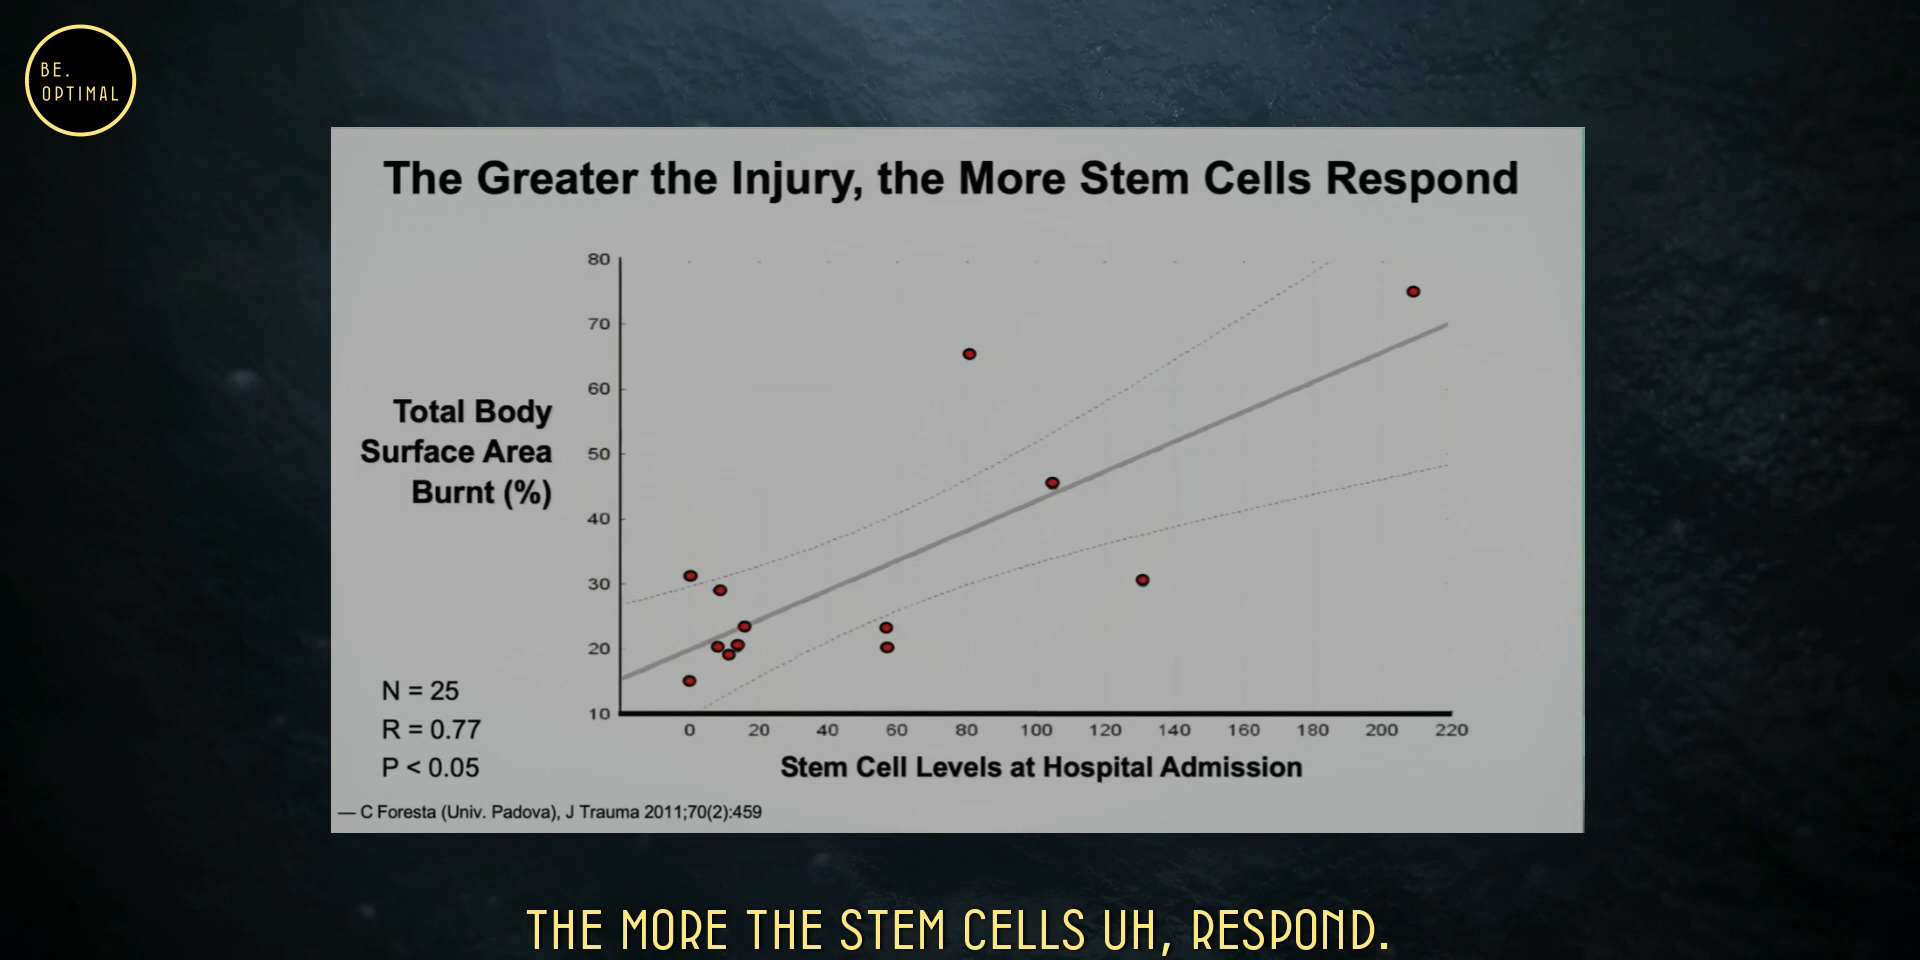 BE.
OPTIMAL
The Greater the Injury, the More Stem Cells Respond
80
70
60
50
40
30
20
10
Total Body
Surface Area
Burnt (%)
0 20 40 60 80 100 120 140 160 180 200 220
Stem Cell Levels at Hospital Admission
N = 25
R = 0.77
P < 0.05
— C Foresta (Univ. Padova), J Trauma 2011;70(2):459
THE MORE THE STEM CELLS UH, RESPOND.